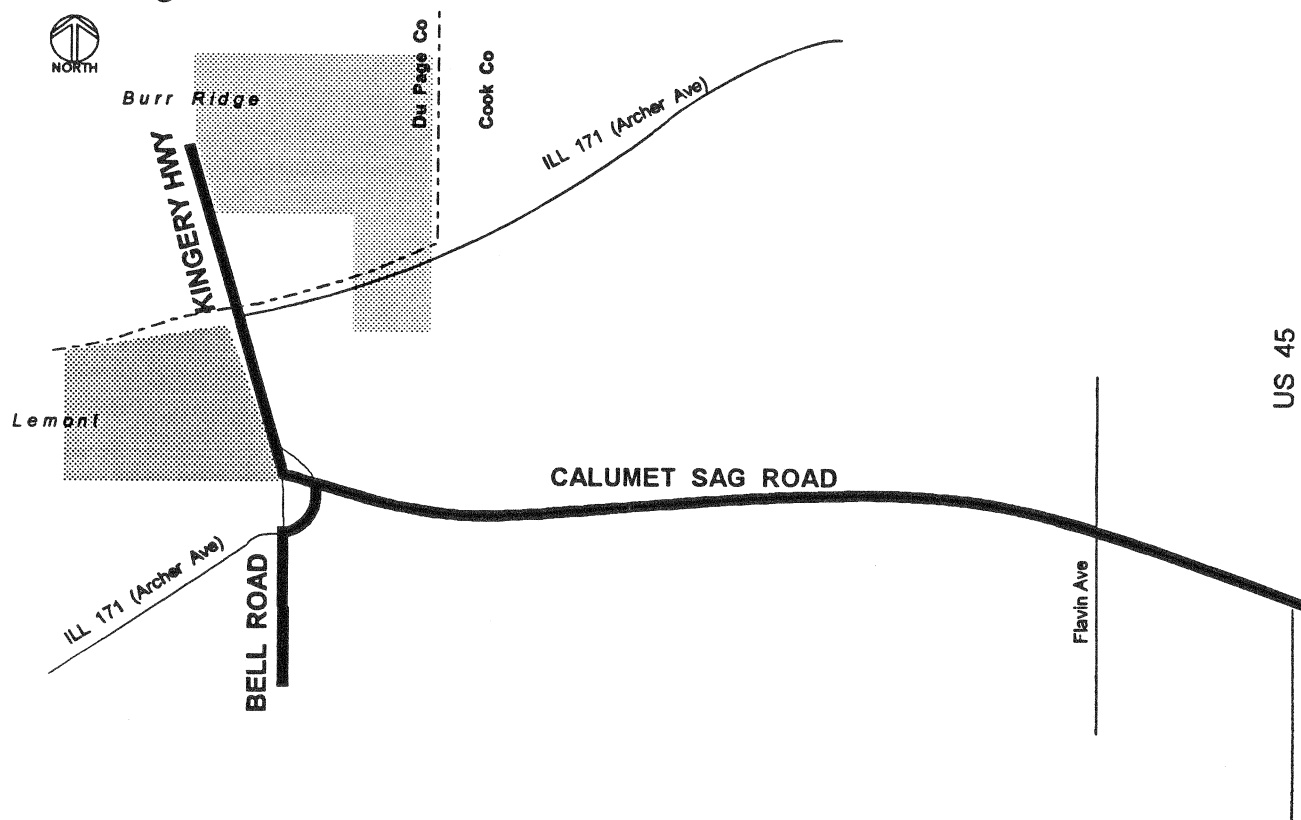 NORTH
Burr Ridge
Du Page Co
Cook Co
ILL 171 (Archer Ave)
KINGERY HWY
US 45
Lemont
CALUMET SAG ROAD
ILL 171 (Archer Ave)
BELL ROAD
Flavin Ave